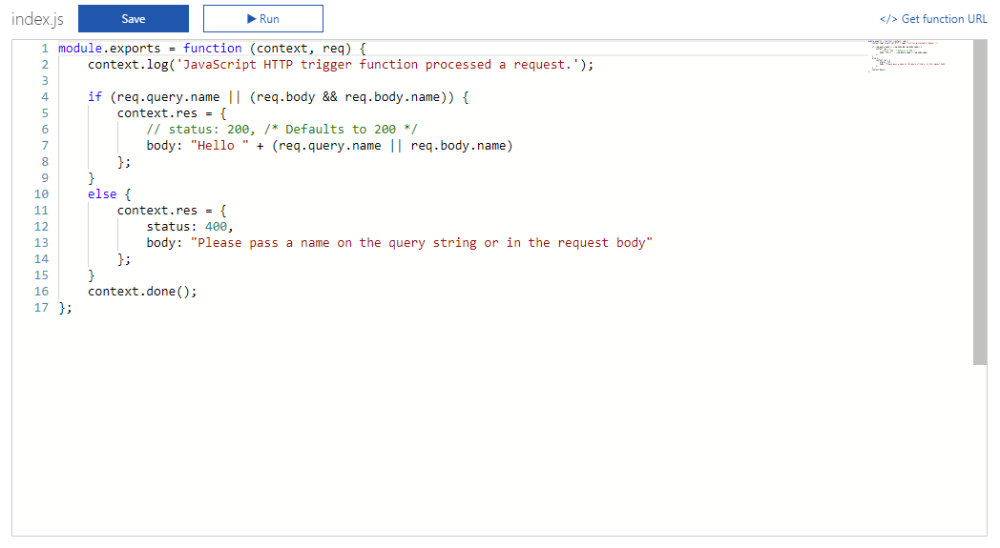 index.js Save Run </> Get function URL
1 module.exports = function (context, req) {
2     context.log('JavaScript HTTP trigger function processed a request.');
3
4     if (req.query.name || (req.body && req.body.name)) {
5         context.res = {
6             // status: 200, /* Defaults to 200 */
7             body: "Hello " + (req.query.name || req.body.name)
8         };
9     }
10     else {
11         context.res = {
12             status: 400,
13             body: "Please pass a name on the query string or in the request body"
14         };
15     }
16     context.done();
17 };